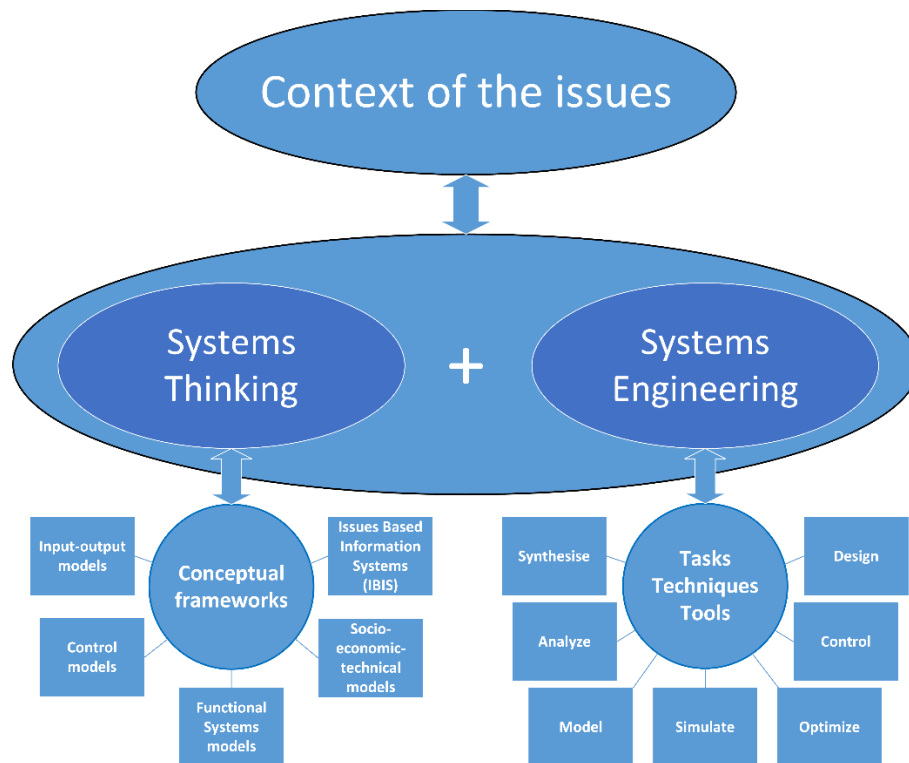 Context of the issues
Systems
Thinking
+
Systems
Engineering
Input-output
models
Control
models
Functional
Systems
models
Conceptual
frameworks
Issues Based
Information
Systems
(IBIS)
Socio-
economic-
technical
models
Synthesise
Analyze
Model
Simulate
Tasks
Techniques
Tools
Design
Control
Optimize